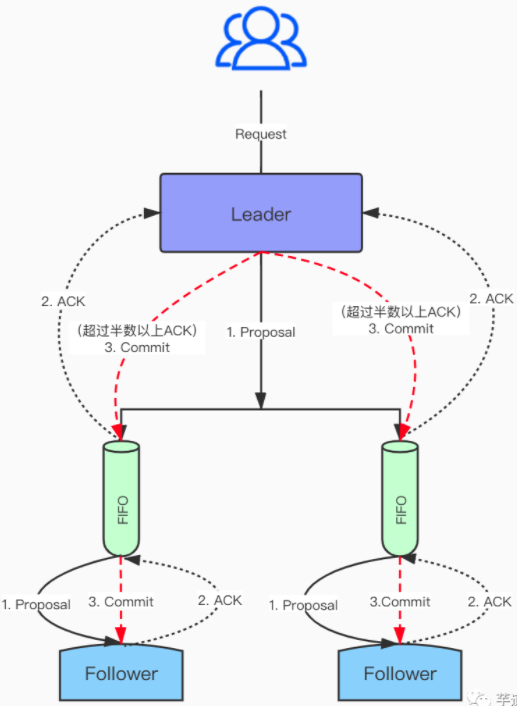 Request
Leader
2. ACK
2. ACK
（超过半数以上ACK）
3. Commit
1. Proposal
（超过半数以上ACK）
3. Commit
FIFO
FIFO
1. Proposal
3. Commit
2. ACK
1. Proposal
3.Commit
2. ACK
Follower
Follower